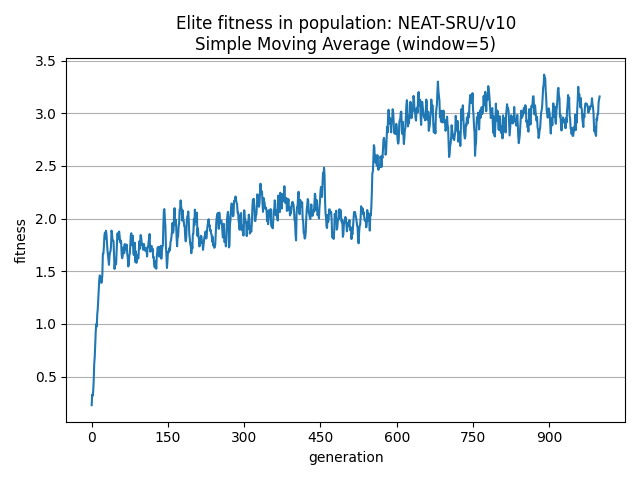 Elite fitness in population: NEAT-SRU/v10
Simple Moving Average (window=5)
3.5
3.0
2.5
2.0
1.5
1.0
0.5
fitness
0 150 300 450 600 750 900
generation